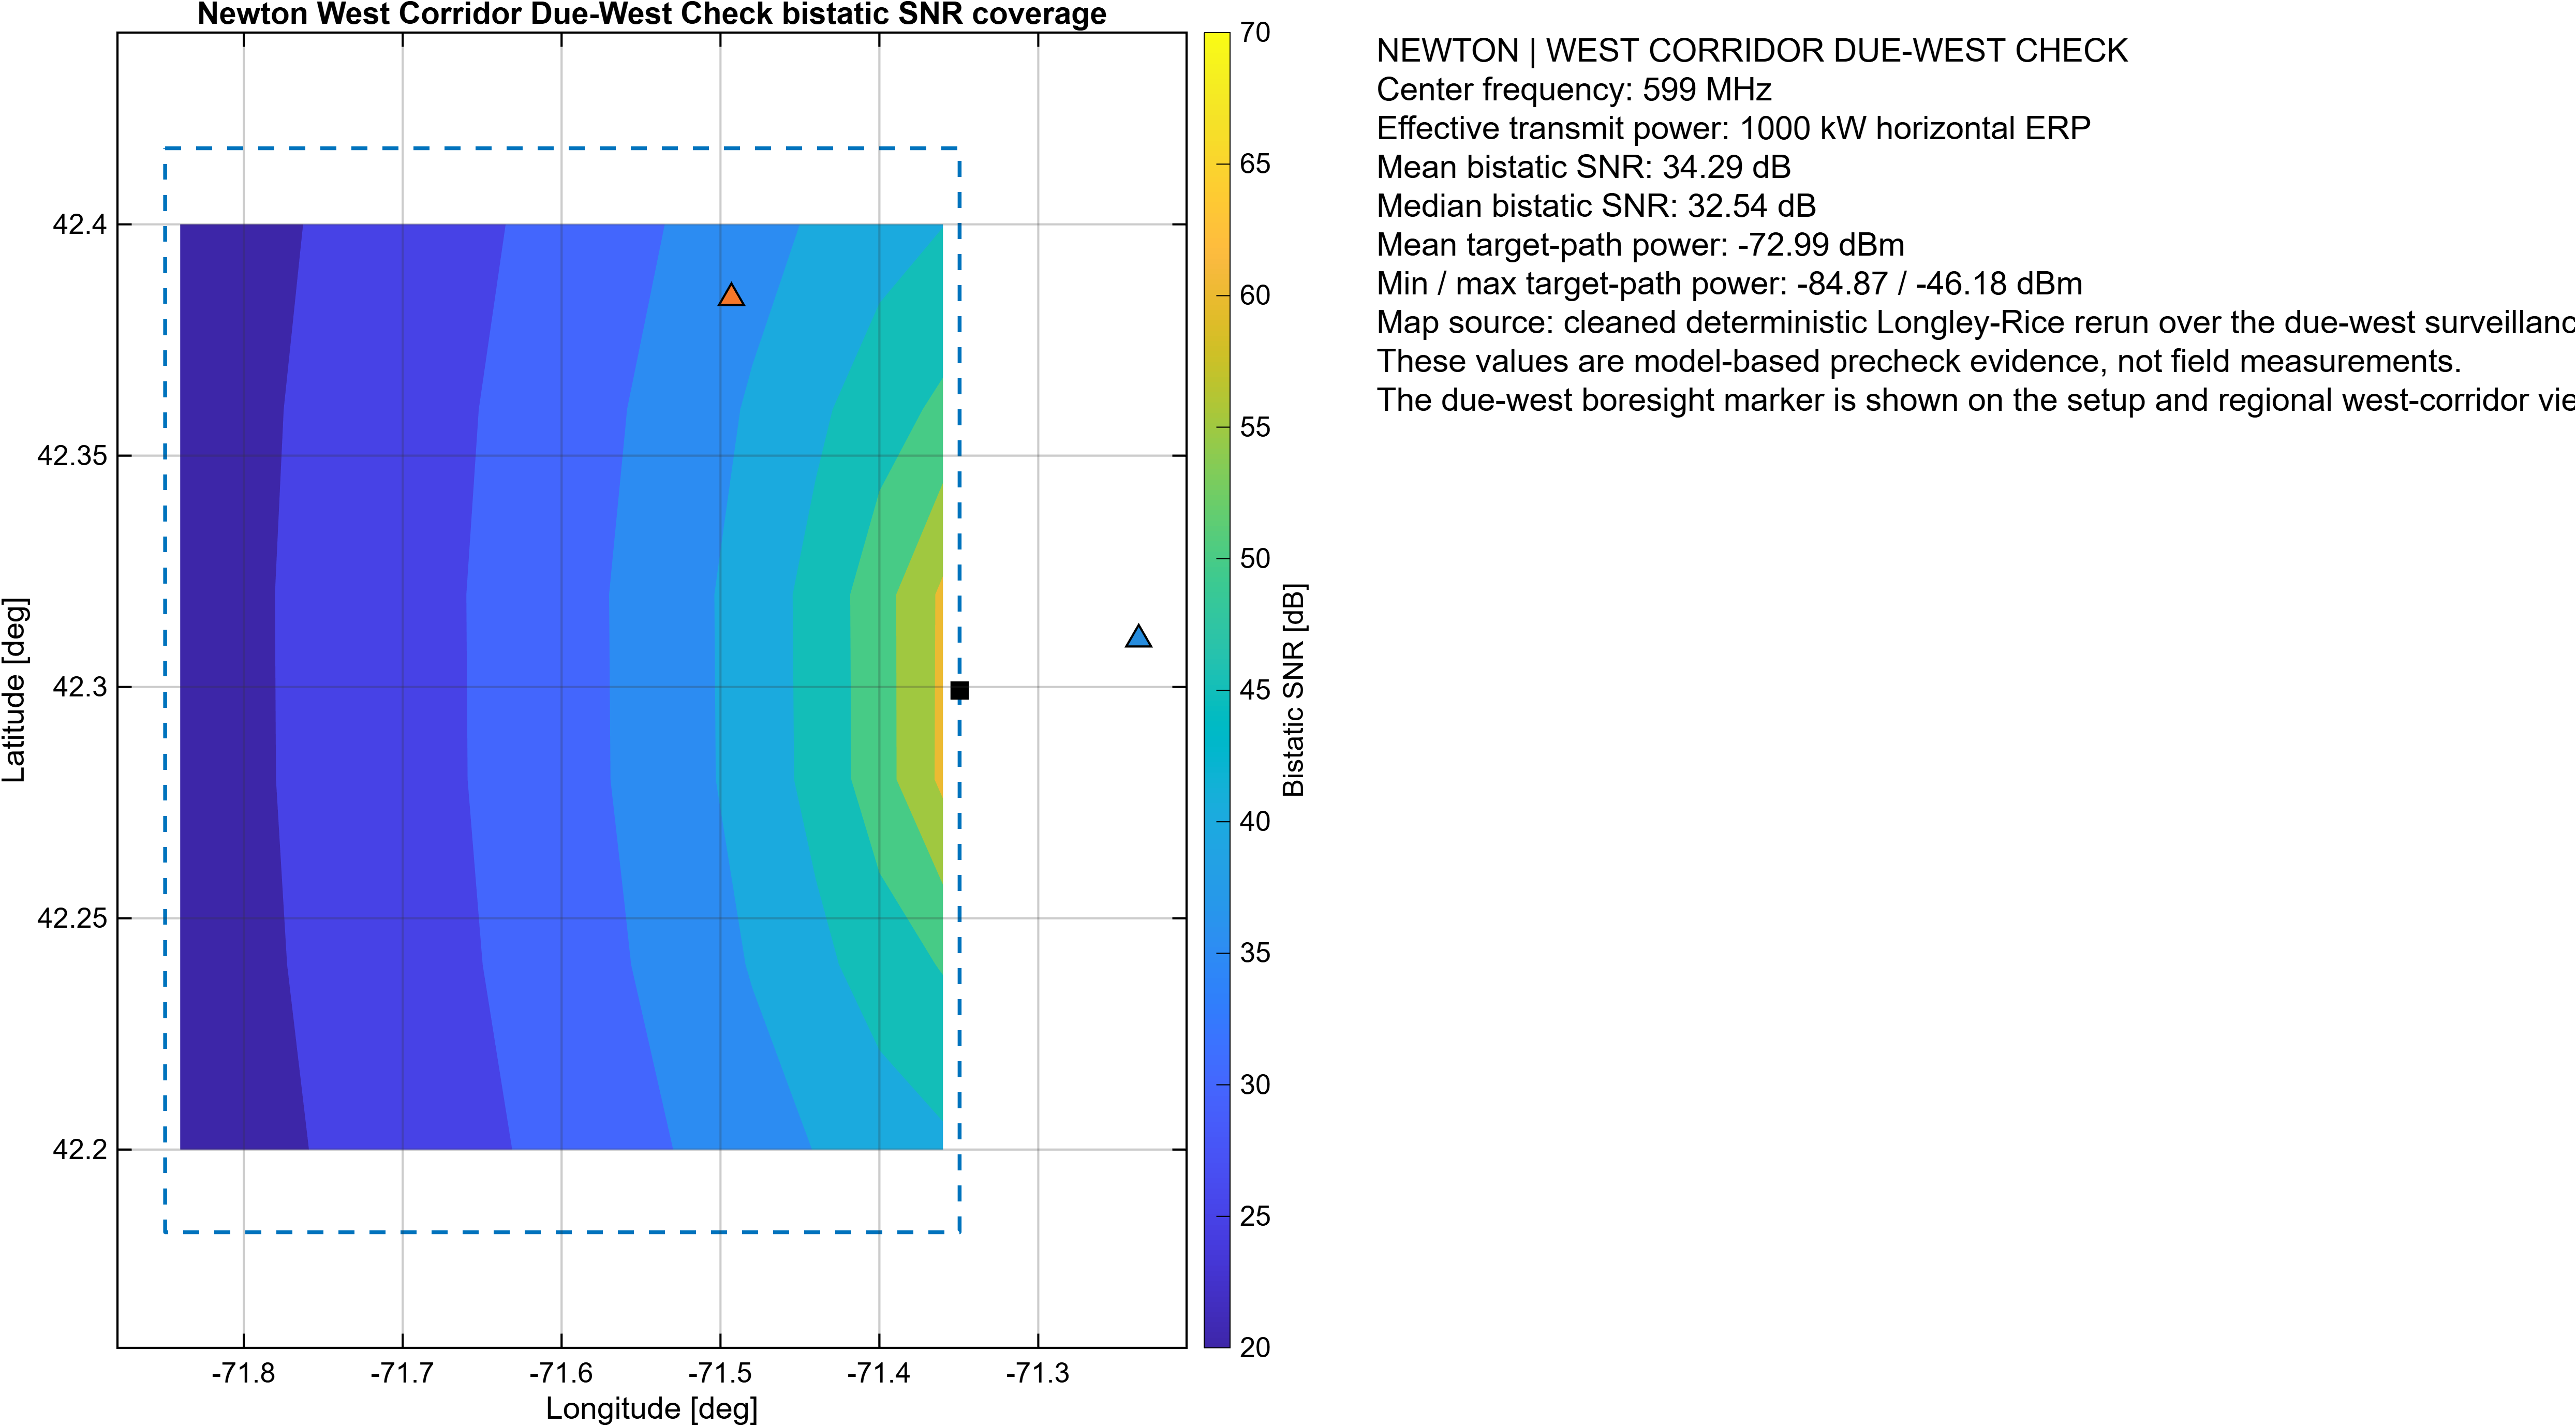 Newton West Corridor Due-West Check bistatic SNR coverage
42.4
42.35
42.3
42.25
42.2
Latitude [deg]
-71.8
-71.7
-71.6
-71.5
-71.4
-71.3
Longitude [deg]
70
65
60
55
50
45
40
35
30
25
20
Bistatic SNR [dB]
NEWTON | WEST CORRIDOR DUE-WEST CHECK
Center frequency: 599 MHz
Effective transmit power: 1000 kW horizontal ERP
Mean bistatic SNR: 34.29 dB
Median bistatic SNR: 32.54 dB
Mean target-path power: -72.99 dBm
Min / max target-path power: -84.87 / -46.18 dBm
Map source: cleaned deterministic Longley-Rice rerun over the due-west
These values are model-based precheck evidence, not field measurements.
The due-west boresight marker is shown on the setup and regional west-corridor